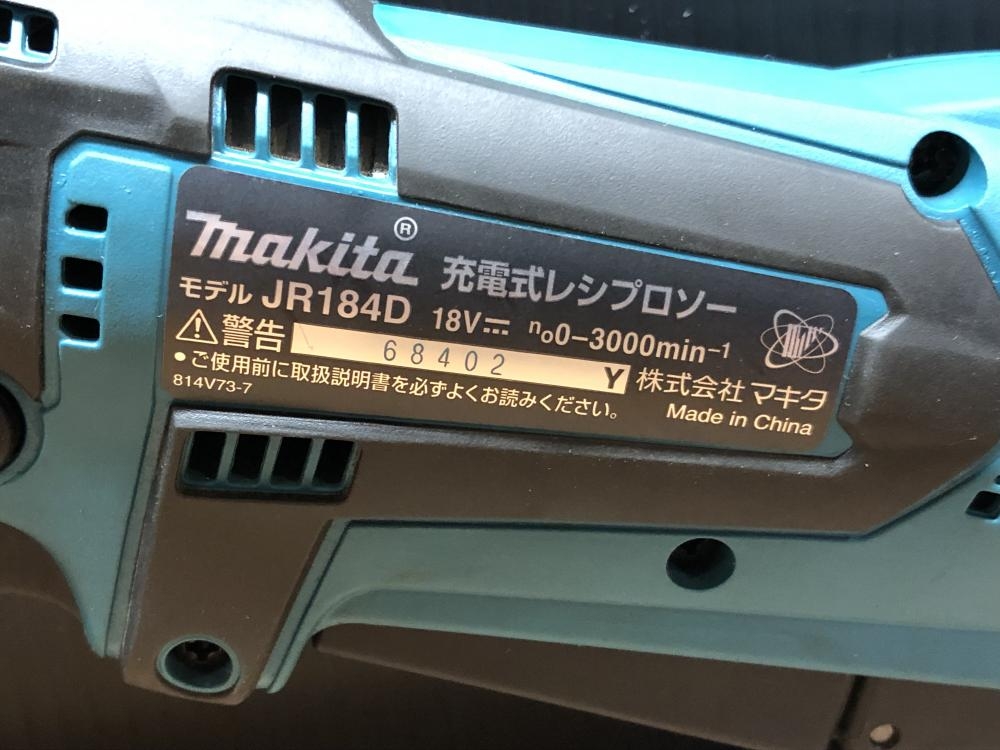 makita® 充電式レシプロソー
モデル JR184D 18V⎓ n₀0-3000min⁻¹
⚠警告 68402 Y 株式会社 マキタ
●ご使用前に取扱説明書を必ずよくお読みください。
814V73-7 Made in China